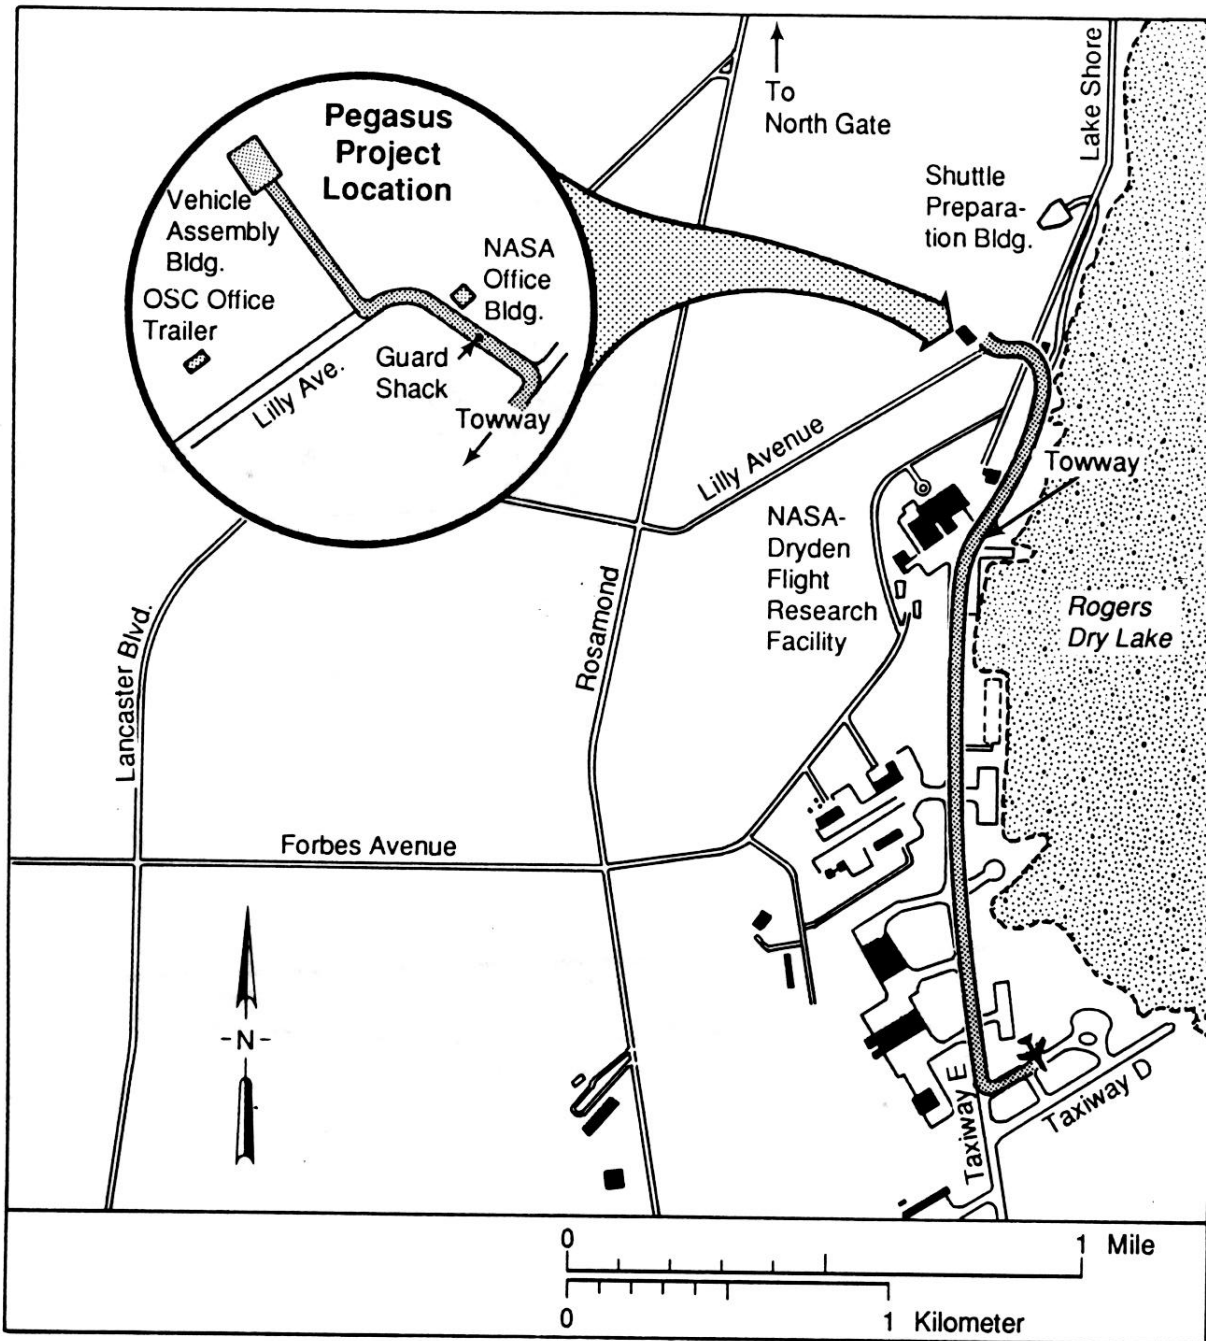 Pegasus
Project
Location
Vehicle
Assembly
Bldg.
OSC Office
Trailer
NASA
Office
Bldg.
Guard
Shack
Lilly Ave.
Towway
To
North Gate
Lake Shore
Shuttle
Prepara-
tion Bldg.
Lilly Avenue
Towway
NASA-
Dryden
Flight
Research
Facility
Rogers
Dry Lake
Lancaster Blvd.
Rosamond
Forbes Avenue
-N-
Taxiway E
Taxiway D
0 1 Mile
0 1 Kilometer